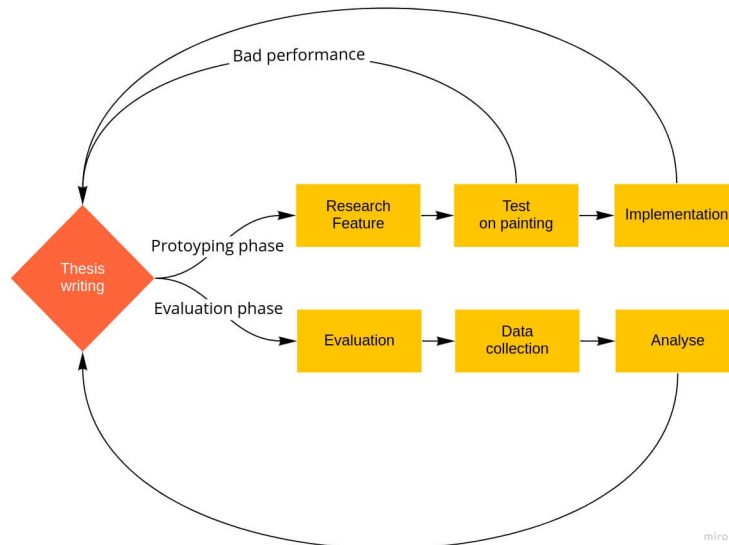 Bad performance
Research
Feature
Test
on painting
Implementation
Protoyping phase
Thesis
writing
Evaluation phase
Evaluation
Data
collection
Analyse
miro